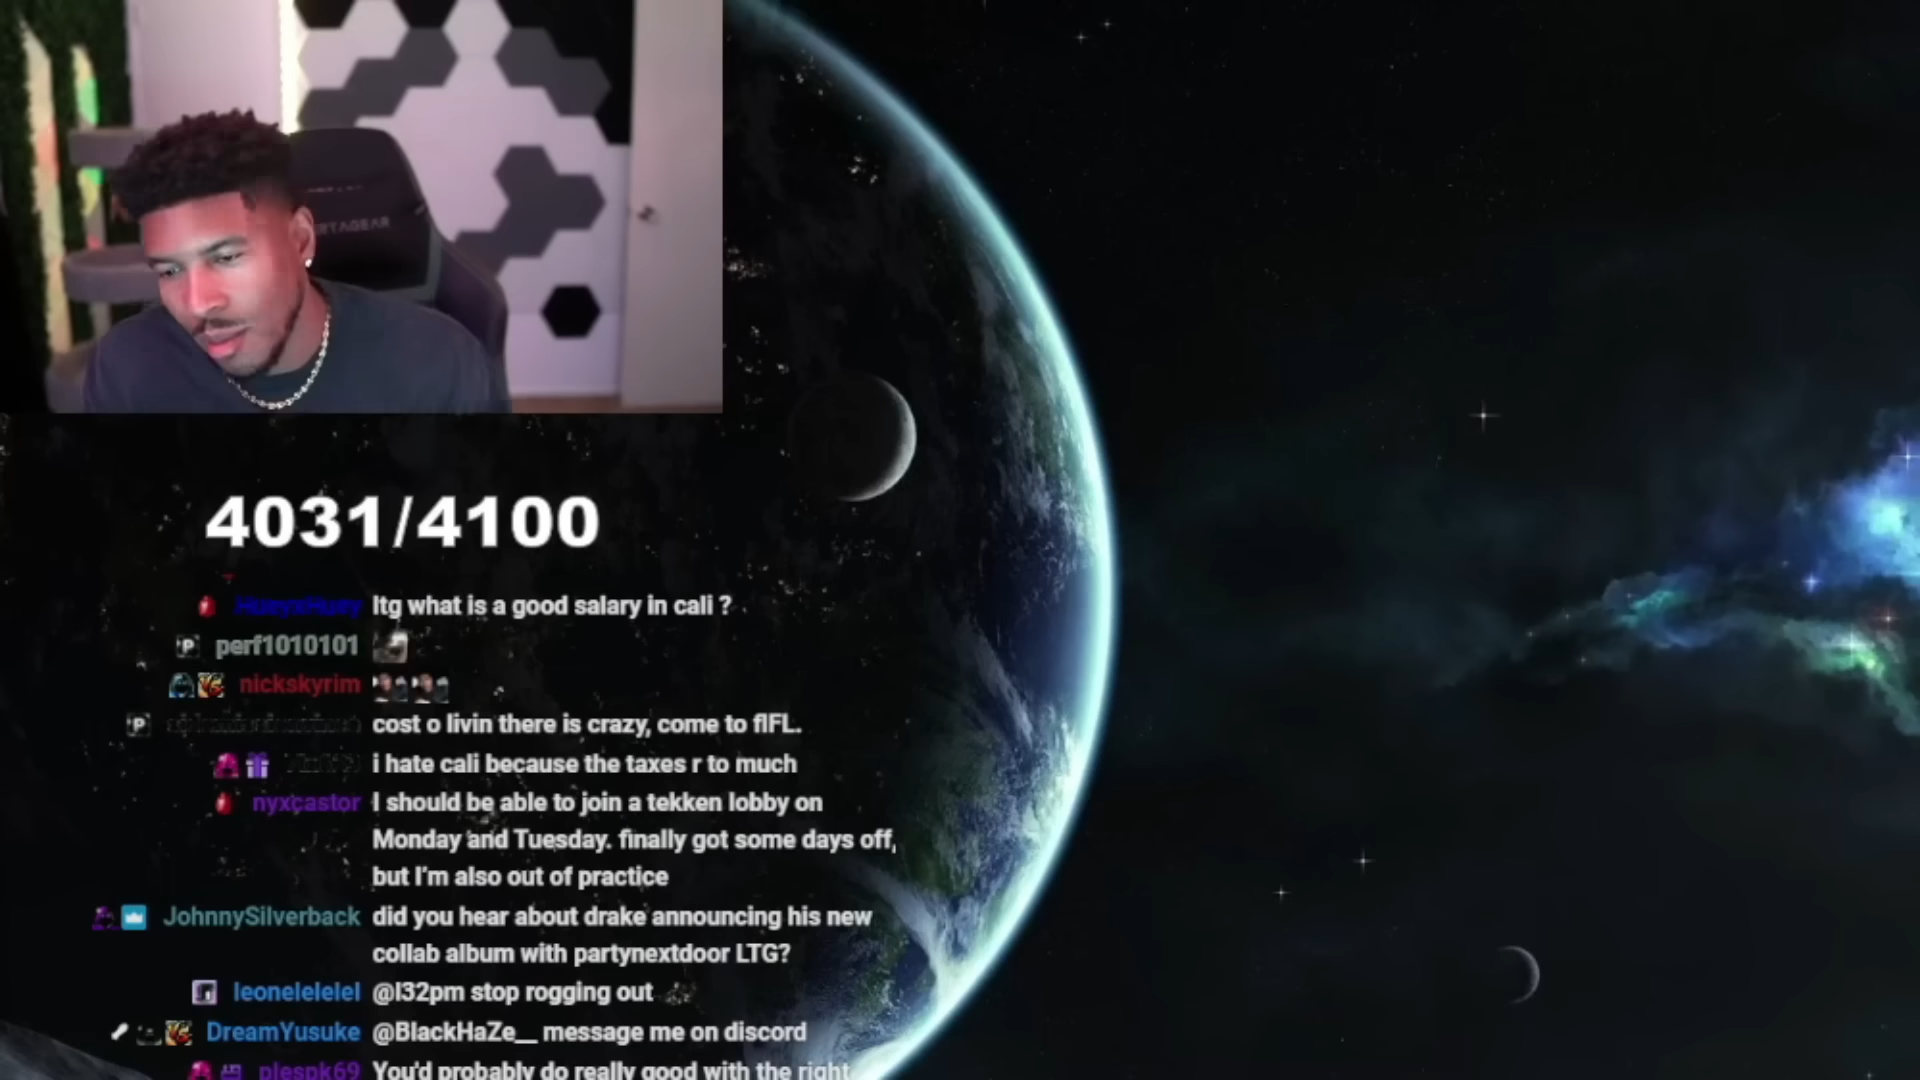 4031/4100
ltg what is a good salary in cali ?
perf1010101
nickskyrim
cost o livin there is crazy, come to flFL.
i hate cali because the taxes r to much
nyxcastor I should be able to join a tekken lobby on
Monday and Tuesday. finally got some days off,
but I'm also out of practice
JohnnySilverback did you hear about drake announcing his new
collab album with partynextdoor LTG?
leonelelelel @l32pm stop rogging out
DreamYusuke @BlackHaZe__ message me on discord
plespk69 You'd probably do really good with the right